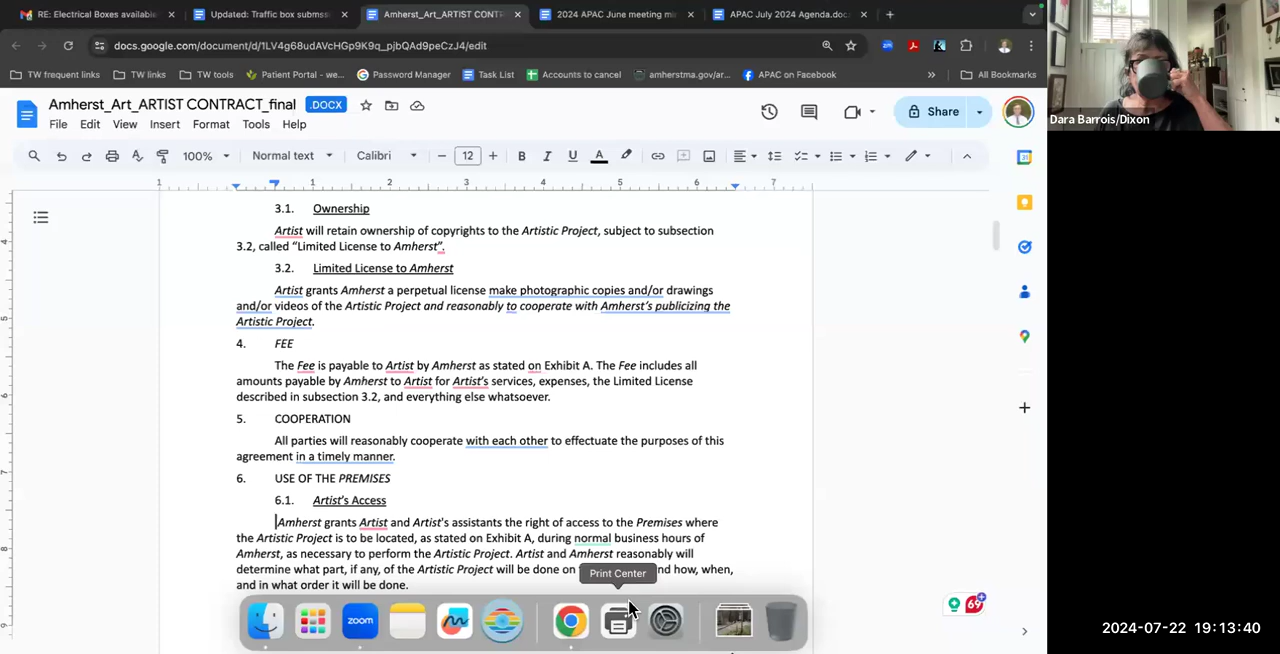 RE: Electrical Boxes available
Updated: Traffic box submss
Amherst_Art_ARTIST CONTR
2024 APAC June meeting mi
APAC July 2024 Agenda.doc
docs.google.com/document/d/1LV4g68udAVcHGp9K9q_pjbQAd9peCzJ4/edit
TW frequent links
TW links
TW tools
Patient Portal - we...
Password Manager
Task List
Accounts to cancel
amherstma.gov/ar...
APAC on Facebook
All Bookmarks
Amherst_Art_ARTIST CONTRACT_final
.DOCX
File Edit View Insert Format Tools Help
Share
100%
Normal text
Calibri
12
B I U A
1 1 2 3 4 5 6 7
3.1. Ownership
Artist will retain ownership of copyrights to the Artistic Project, subject to subsection
3.2, called “Limited License to Amherst”.
3.2. Limited License to Amherst
Artist grants Amherst a perpetual license make photographic copies and/or drawings
and/or videos of the Artistic Project and reasonably to cooperate with Amherst’s publicizing the
Artistic Project.
4. FEE
The Fee is payable to Artist by Amherst as stated on Exhibit A. The Fee includes all
amounts payable by Amherst to Artist for Artist’s services, expenses, the Limited License
described in subsection 3.2, and everything else whatsoever.
5. COOPERATION
All parties will reasonably cooperate with each other to effectuate the purposes of this
agreement in a timely manner.
6. USE OF THE PREMISES
6.1. Artist’s Access
Amherst grants Artist and Artist's assistants the right of access to the Premises where
the Artistic Project is to be located, as stated on Exhibit A, during normal business hours of
Amherst, as necessary to perform the Artistic Project. Artist and Amherst reasonably will
determine what part, if any, of the Artistic Project will be done on
nd how, when,
and in what order it will be done.
Print Center
zoom
69
Dara Barrois/Dixon
2024-07-22 19:13:40